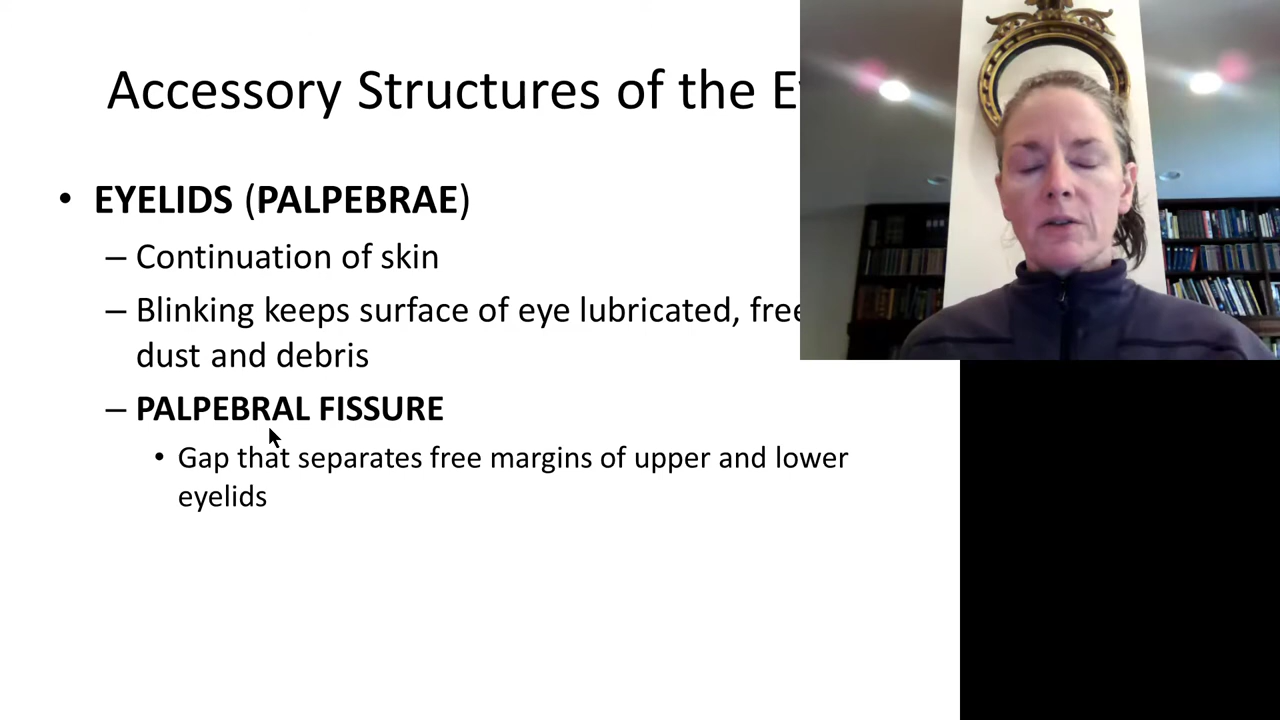 Accessory Structures of the E
• EYELIDS (PALPEBRAE)
– Continuation of skin
– Blinking keeps surface of eye lubricated, free
dust and debris
– PALPEBRAL FISSURE
• Gap that separates free margins of upper and lower
eyelids